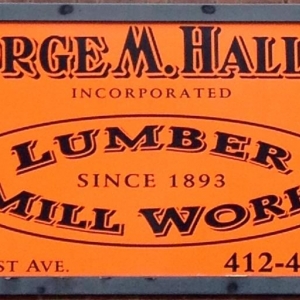 RGE M. HALL
INCORPORATED
LUMBER
SINCE 1893
MILL WORK
ST AVE. 412-4